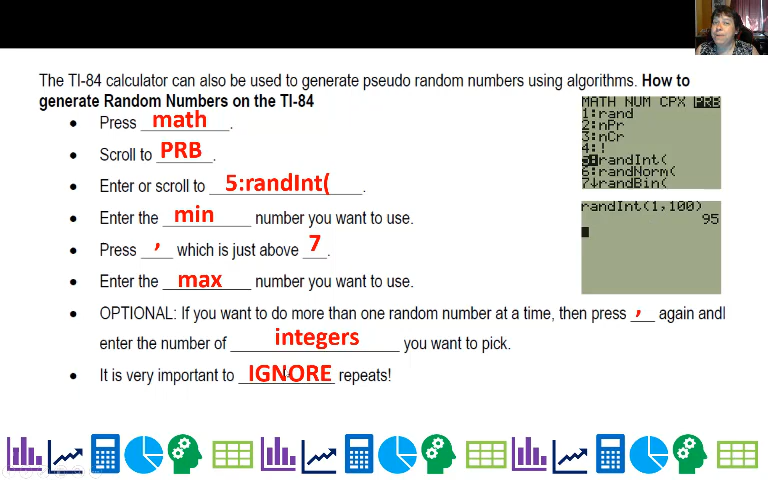 The TI-84 calculator can also be used to generate pseudo random numbers using algorithms. How to
generate Random Numbers on the TI-84
• Press math.
• Scroll to PRB.
• Enter or scroll to 5:randInt(.
• Enter the min number you want to use.
• Press , which is just above 7.
• Enter the max number you want to use.
• OPTIONAL: If you want to do more than one random number at a time, then press , again and
enter the number of integers you want to pick.
• It is very important to IGNORE repeats!
MATH NUM CPX PRB
1:rand
2:nPr
3:nCr
4:!
5:randInt(
6:randNorm(
7↓randBin(
randInt(1,100)
95